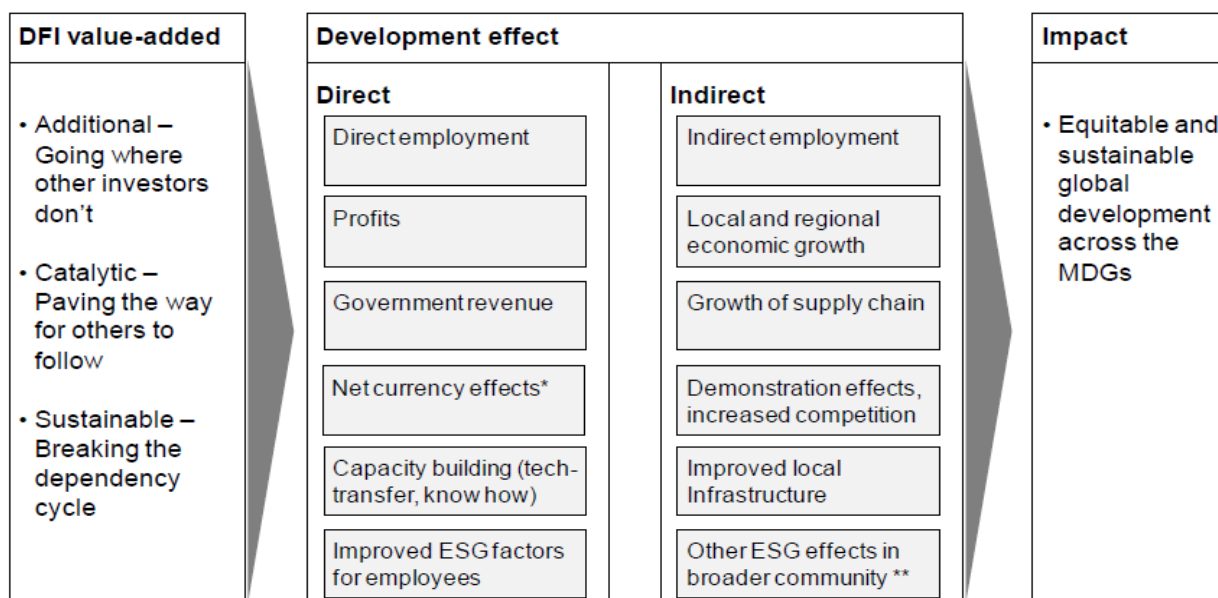 DFI value-added
• Additional –
Going where
other investors
don't
• Catalytic –
Paving the way
for others to
follow
• Sustainable –
Breaking the
dependency
cycle
Development effect
Direct
Direct employment
Profits
Government revenue
Net currency effects*
Capacity building (tech-
transfer, know how)
Improved ESG factors
for employees
Indirect
Indirect employment
Local and regional
economic growth
Growth of supply chain
Demonstration effects,
increased competition
Improved local
Infrastructure
Other ESG effects in
broader community **
Impact
• Equitable and
sustainable
global
development
across the
MDGs